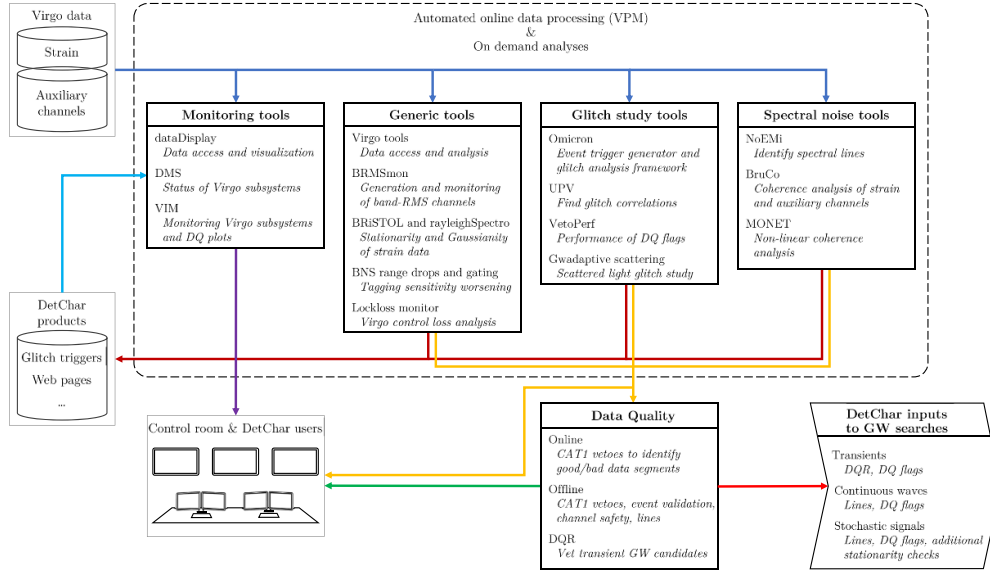 Virgo data
Strain
Auxiliary
channels
Automated online data processing (VPM)
&
On demand analyses
Monitoring tools
dataDisplay
Data access and visualization
DMS
Status of Virgo subsystems
VIM
Monitoring Virgo subsystems
and DQ plots
Generic tools
Virgo tools
Data access and analysis
BRMSmon
Generation and monitoring
of band-RMS channels
BRiSTOL and rayleighSpectro
Stationarity and Gaussianity
of strain data
BNS range drops and gating
Tagging sensitivity worsening
Lockloss monitor
Virgo control loss analysis
Glitch study tools
Omicron
Event trigger generator and
glitch analysis framework
UPV
Find glitch correlations
VetoPerf
Performance of DQ flags
Gwadaptive scattering
Scattered light glitch study
Spectral noise tools
NoEMi
Identify spectral lines
BruCo
Coherence analysis of strain
and auxiliary channels
MONET
Non-linear coherence
analysis
DetChar
products
Glitch triggers
Web pages
...
Control room & DetChar users
Data Quality
Online
CAT1 vetoes to identify
good/bad data segments
Offline
CAT1 vetoes, event validation,
channel safety, lines
DQR
Vet transient GW candidates
DetChar inputs
to GW searches
Transients
DQR, DQ flags
Continuous waves
Lines, DQ flags
Stochastic signals
Lines, DQ flags, additional
stationarity checks